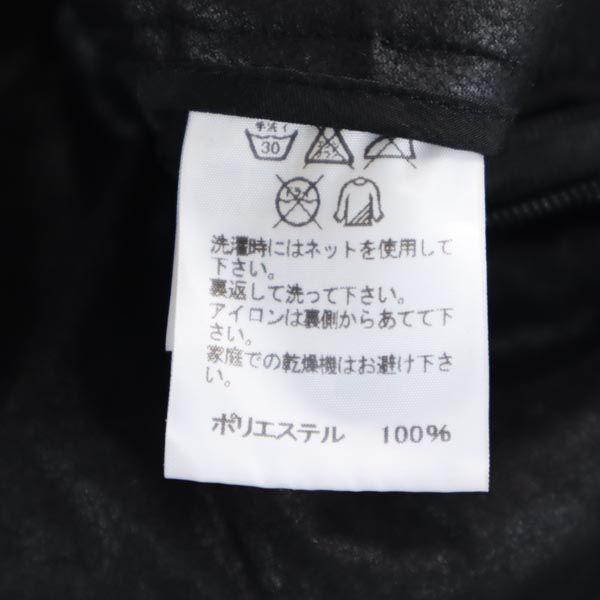 手洗イ
30
ドライ
洗濯時にはネットを使用して
下さい。
裏返して洗って下さい。
アイロンは裏側からあてて下
さい。
家庭での乾燥機はお避け下さ
い。
ポリエステル 100%